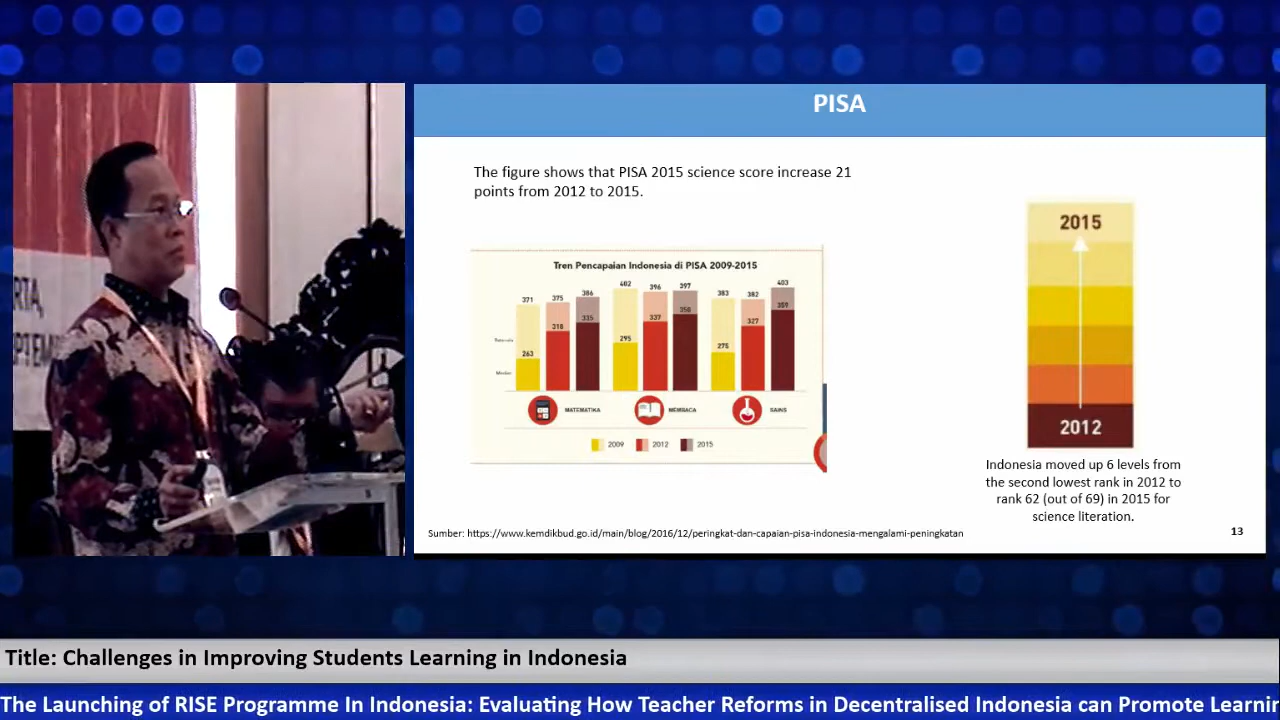 RTA,
PISA
The figure shows that PISA 2015 science score increase 21
points from 2012 to 2015.
Tren Pencapaian Indonesia di PISA 2009-2015
371 375 386 402 396 397 383 382 403
263 318 335 295 337 350 275 327 359
MATEMATIKA MEMBACA SAINS
2009 2012 2015
2015
2012
Indonesia moved up 6 levels from
the second lowest rank in 2012 to
rank 62 (out of 69) in 2015 for
science literation.
Sumber: https://www.kemdikbud.go.id/main/blog/2016/12/peringkat-dan-capaian-pisa-indonesia-mengalami-peningkatan
13
Title: Challenges in Improving Students Learning in Indonesia
The Launching of RISE Programme In Indonesia: Evaluating How Teacher Reforms in Decentralised Indonesia can Promote Learnin